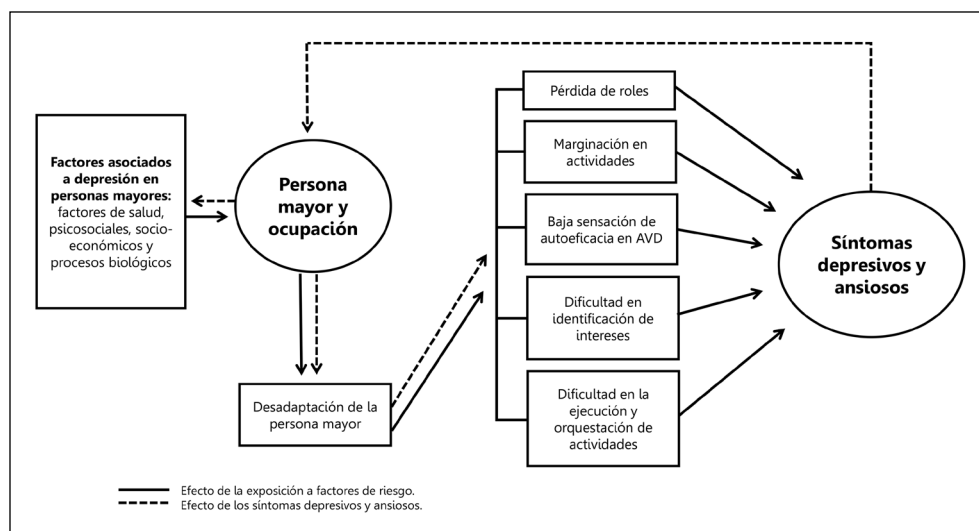 Factores asociados
a depresión en
personas mayores:
factores de salud,
psicosociales, socio-
económicos y
procesos biológicos
Persona
mayor y
ocupación
Desadaptación de la
persona mayor
Pérdida de roles
Marginación en
actividades
Baja sensación de
autoeficacia en AVD
Dificultad en
identificación de
intereses
Dificultad en la
ejecución y
orquestación de
actividades
Síntomas
depresivos y
ansiosos
Efecto de la exposición a factores de riesgo.
Efecto de los síntomas depresivos y ansiosos.